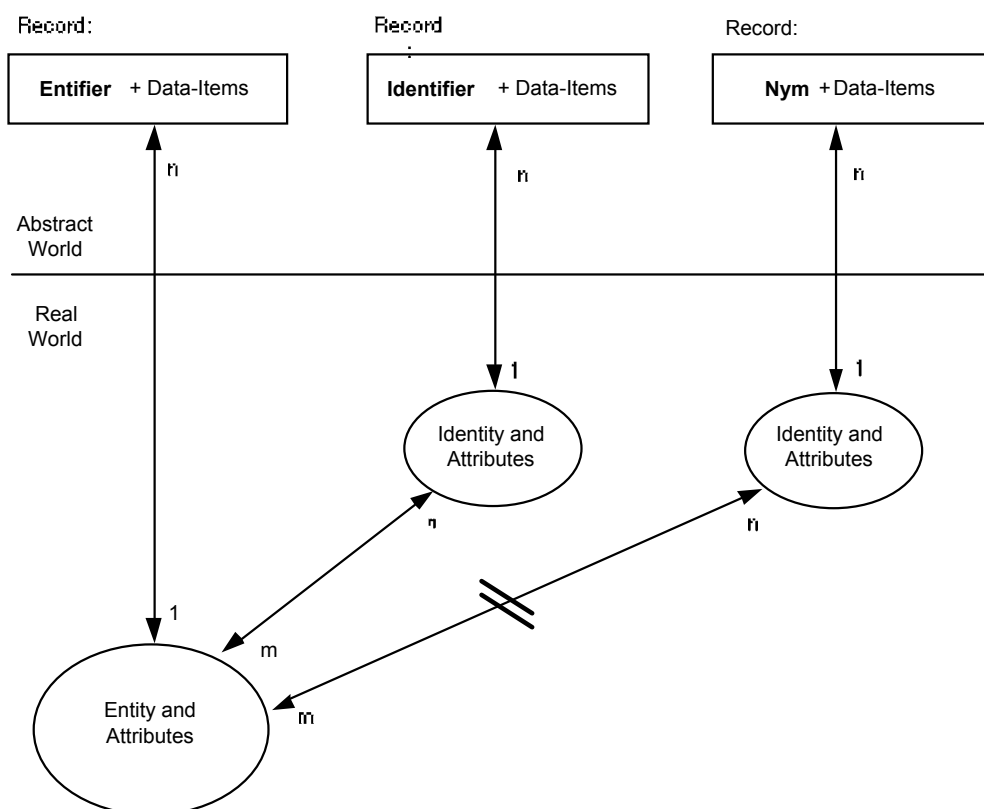 Record:
Record
:
Record:
Entifier + Data-Items
Identifier + Data-Items
Nym + Data-Items
n
n
n
Abstract
World
Real
World
1
1
Identity and
Attributes
Identity and
Attributes
n
n
1
m
m
Entity and
Attributes